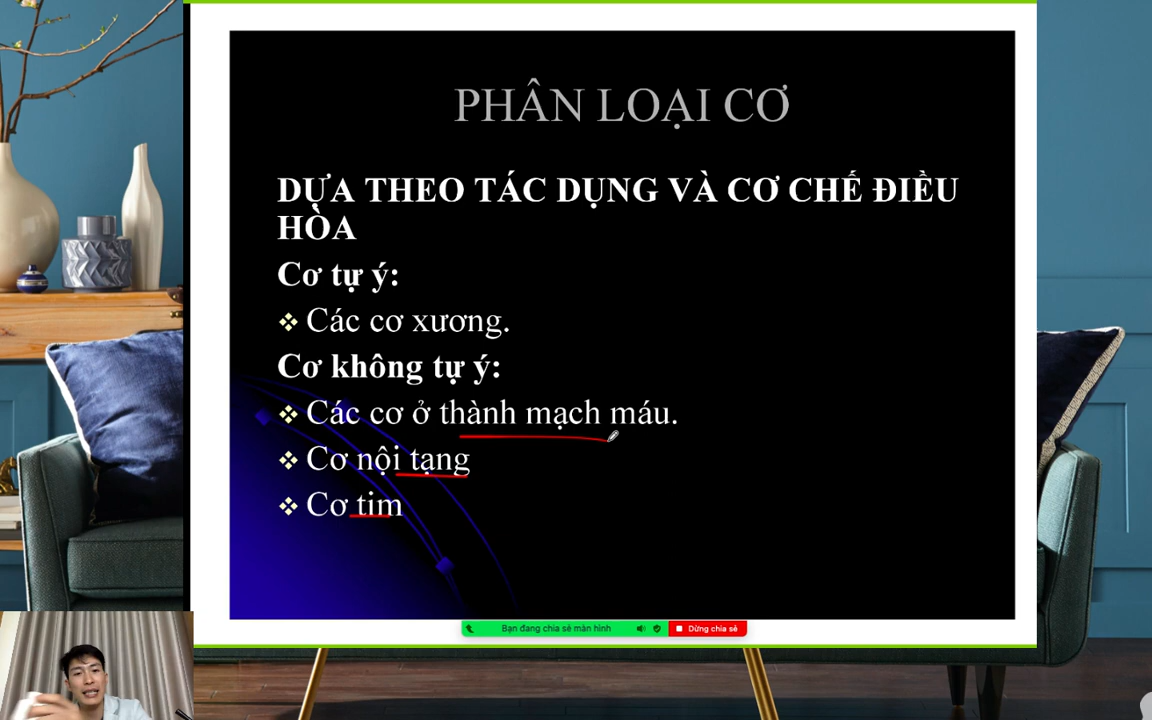 PHÂN LOẠI CƠ
DỰA THEO TÁC DỤNG VÀ CƠ CHẾ ĐIỀU
HÒA
Cơ tự ý:
Các cơ xương.
Cơ không tự ý:
Các cơ ở thành mạch máu.
Cơ nội tạng
Cơ tim
Bạn đang chia sẻ màn hình
Dừng chia sẻ